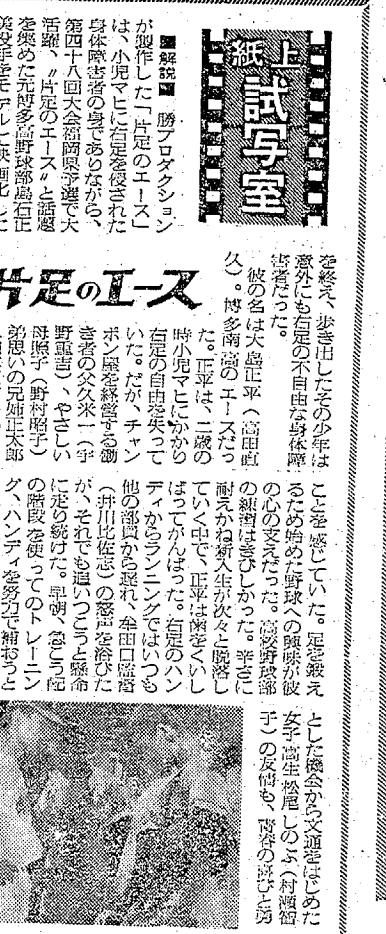 紙上
試写室
■解説■ 勝プロダクション
が製作した「片足のエース」
は、小児マヒに右足を侵された
身体障害者の身でありながら、
第四十八回大会福岡県予選で大
活躍、〝片足のエース〟と話題
を集めた元博多高野球部島石正
美投手をモデルに映画化した
片足のエース
を終え、歩き出したその少年は
意外にも右足の不自由な身体障
害者だった。
彼の名は大島正平(高田直
久)。博多南高のエースだっ
た。正平は、二歳の
時小児マヒにかかり
右足の自由を失って
いた。だが、チャン
ポン屋を経営する働
き者の父久米一(宇
野重吉)、やさしい
母照子(野村昭子)
弟思いの兄姉正太郎
ことを感じていた。足を鍛え
るため始めた野球への興味が彼
の心の支えだった。高校野球部
の練習はきびしかった。辛さに
耐えかね新入生が次々と脱落し
ていく中で、正平は歯をくいし
ばってがんばった。右足のハン
ディからランニングではいつも
他の部員から遅れ、牟田口監督
(井川比佐志)の怒声を浴びた
が、それでも追いつこうと懸命
に走り続けた。早朝、急こう配
の階段を使ってのトレーニン
グ、ハンディを努力で補おうと
とした機会から文通をはじめた
女子高生松尾しのぶ(村瀬智
子)の友情も、青春の喜びと勇